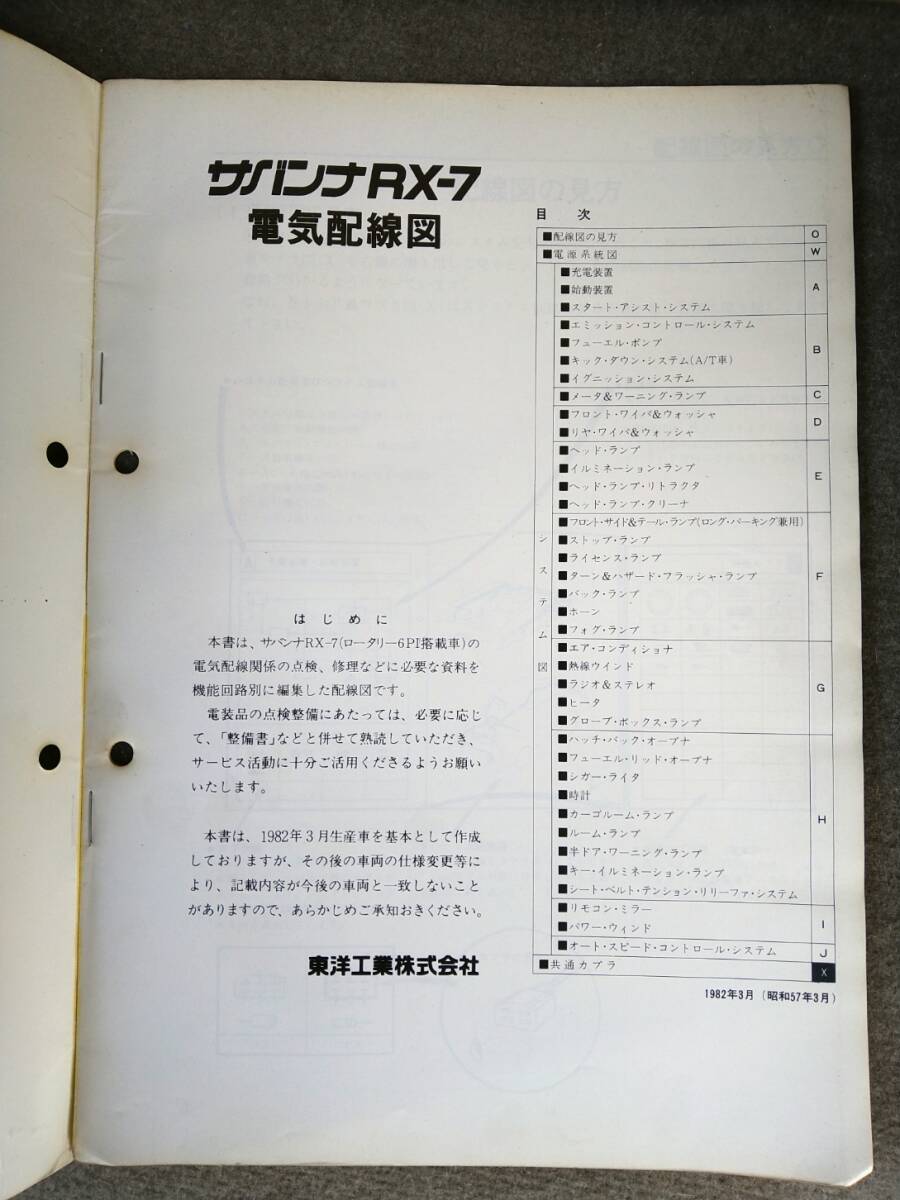 サバンナRX-7
電気配線図
はじめに
本書は、サバンナRX-7(ロータリー6PI搭載車)の
電気配線関係の点検、修理などに必要な資料を
機能回路別に編集した配線図です。
電装品の点検整備にあたっては、必要に応じ
て、「整備書」などと併せて熟読していただき、
サービス活動に十分ご活用くださるようお願い
いたします。
本書は、1982年3月生産車を基本として作成
しておりますが、その後の車両の仕様変更等に
より、記載内容が今後の車両と一致しないこと
がありますので、あらかじめご承知おきください。
東洋工業株式会社
目 次
■配線図の見方 O
■電源系統図 W
システム図
■充電装置 A
■始動装置
■スタート・アシスト・システム
■エミッション・コントロール・システム B
■フューエル・ポンプ
■キック・ダウン・システム(A/T車)
■イグニッション・システム
■メータ&ワーニング・ランプ C
■フロント・ワイパ&ウォッシャ D
■リヤ・ワイパ&ウォッシャ
■ヘッド・ランプ E
■イルミネーション・ランプ
■ヘッド・ランプ・リトラクタ
■ヘッド・ランプ・クリーナ
■フロント・サイド&テール・ランプ(ロング・パーキング兼用) F
■ストップ・ランプ
■ライセンス・ランプ
■ターン&ハザード・フラッシャ・ランプ
■バック・ランプ
■ホーン
■フォグ・ランプ
■エア・コンディショナ G
■熱線ウインド
■ラジオ&ステレオ
■ヒータ
■グローブ・ボックス・ランプ
■ハッチ・バック・オープナ H
■フューエル・リッド・オープナ
■シガー・ライタ
■時計
■カーゴルーム・ランプ
■ルーム・ランプ
■半ドア・ワーニング・ランプ
■キー・イルミネーション・ランプ
■シート・ベルト・テンション・リリーファ・システム
■リモコン・ミラー I
■パワー・ウィンド
■オート・スピード・コントロール・システム J
■共通カプラ X
1982年3月 (昭和57年3月)